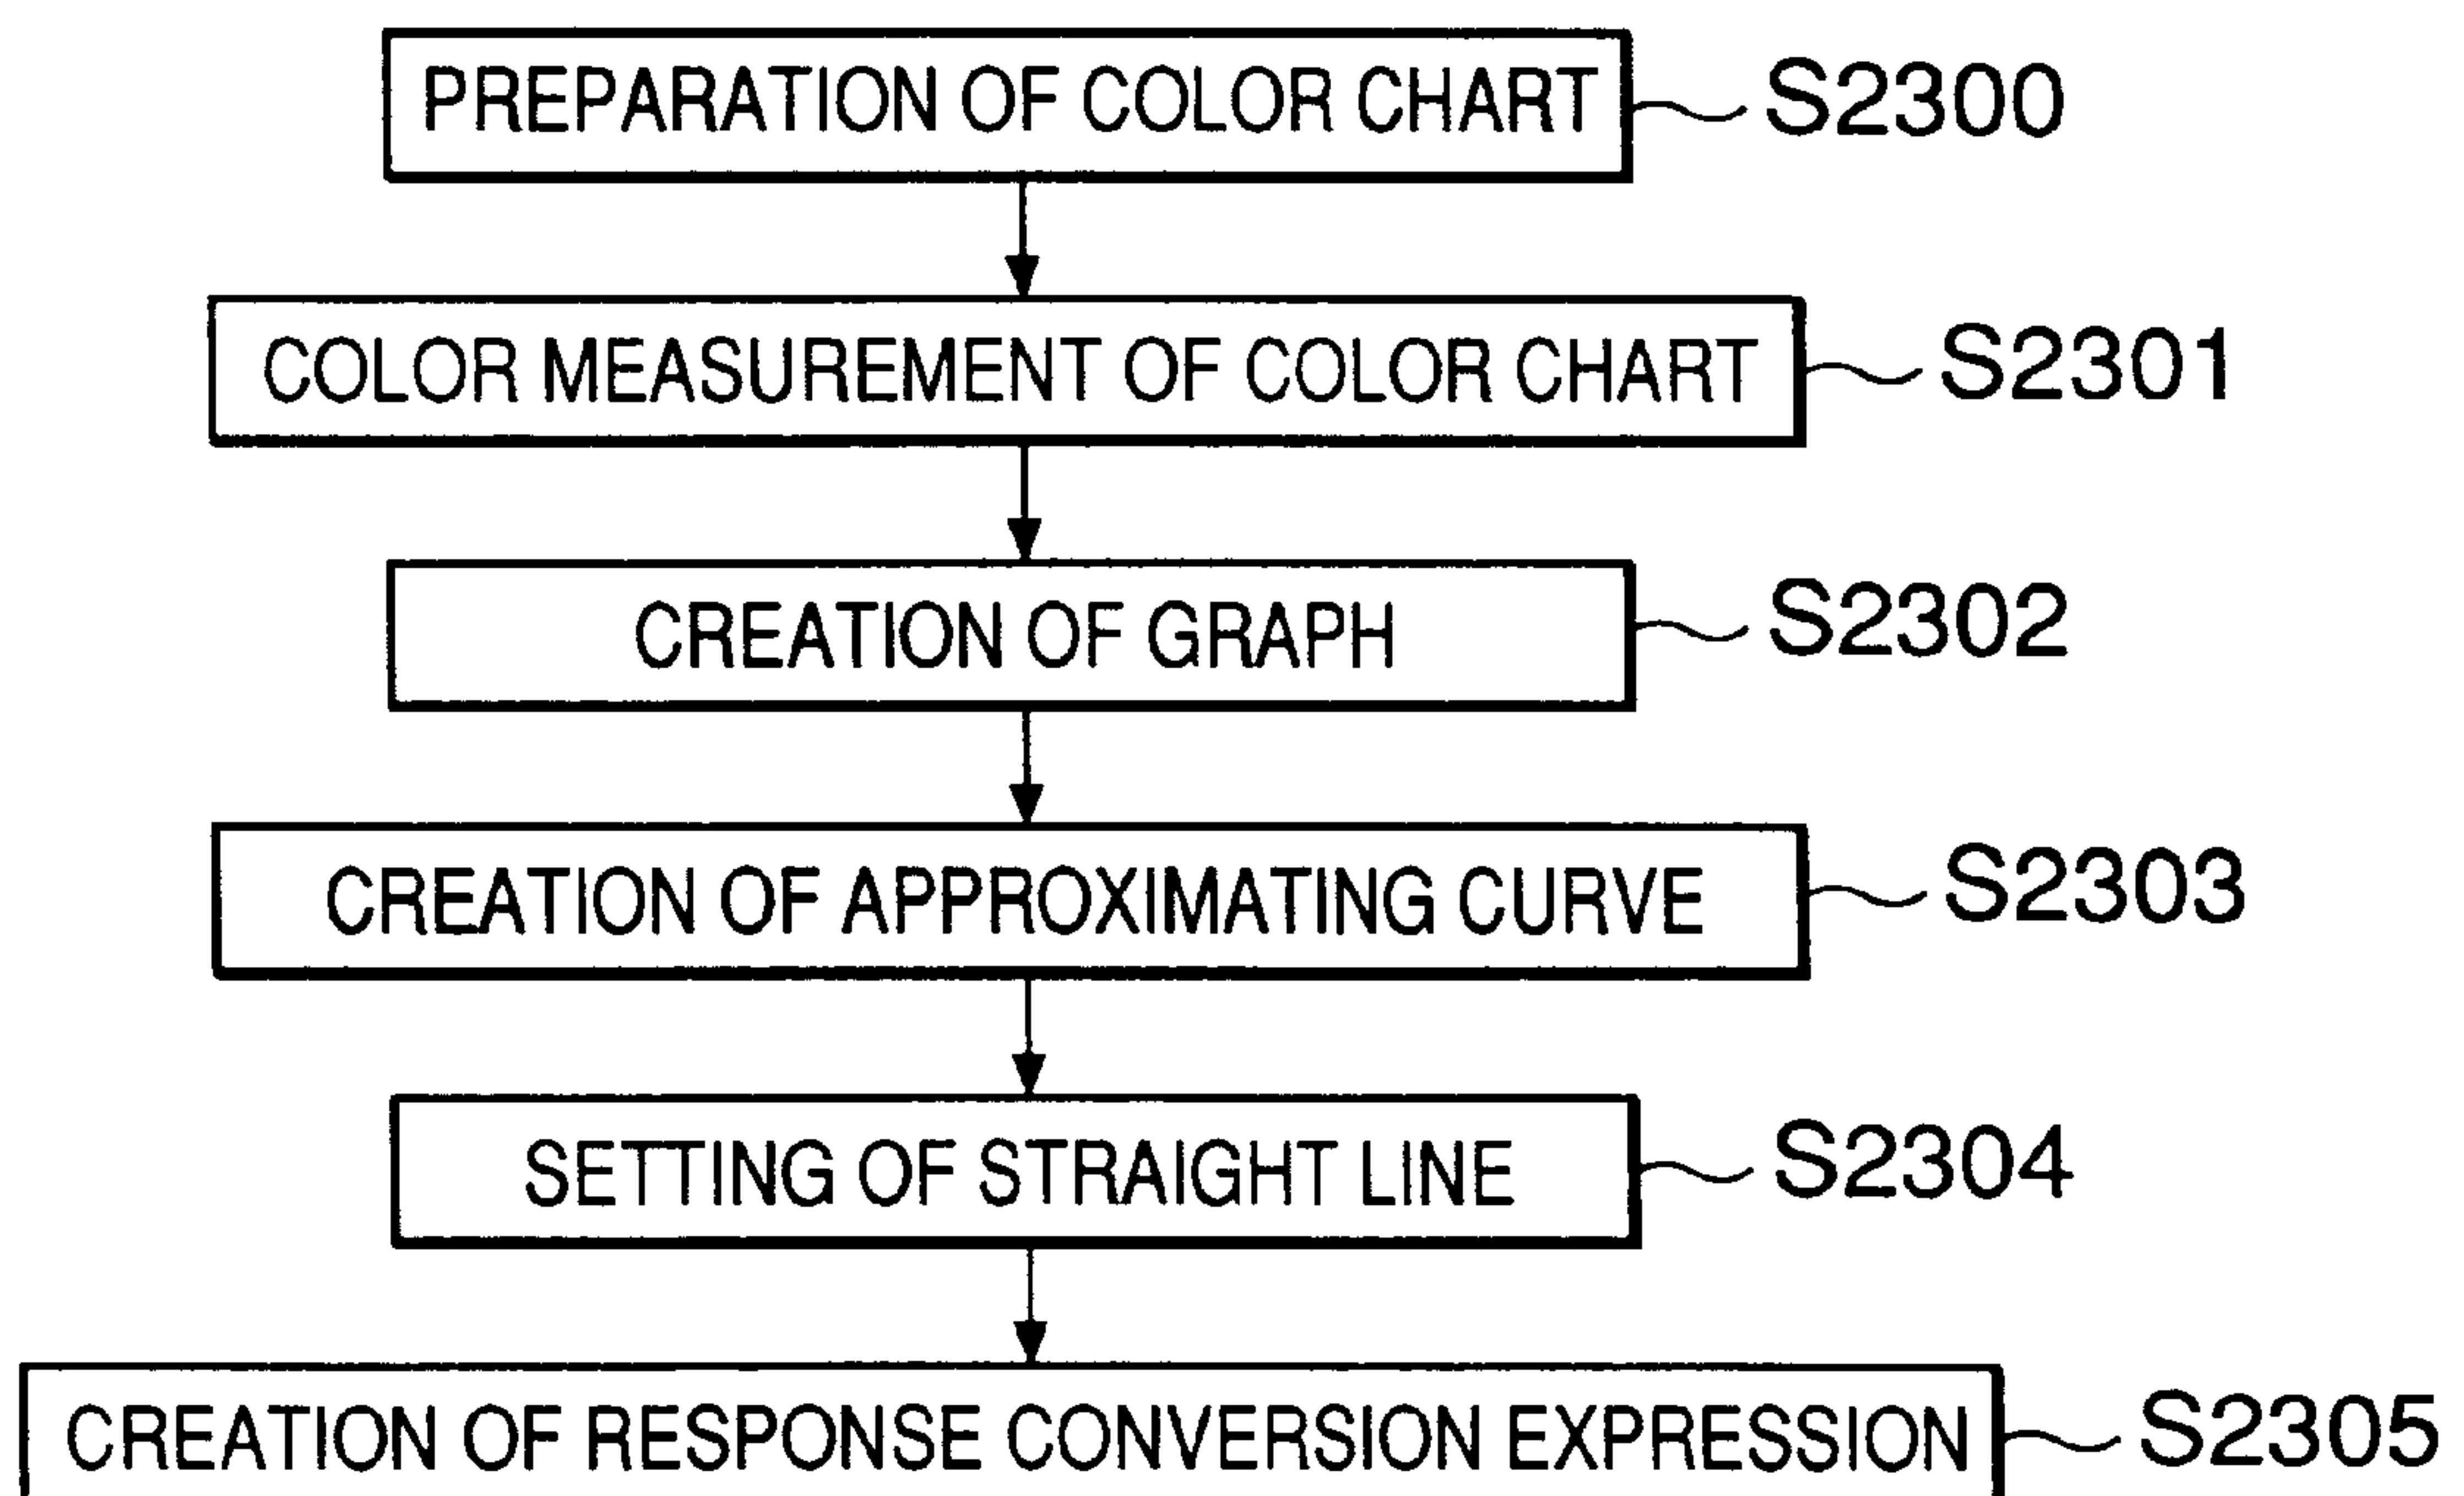 PREPARATION OF COLOR CHART S2300
COLOR MEASUREMENT OF COLOR CHART S2301
CREATION OF GRAPH S2302
CREATION OF APPROXIMATING CURVE S2303
SETTING OF STRAIGHT LINE S2304
CREATION OF RESPONSE CONVERSION EXPRESSION S2305